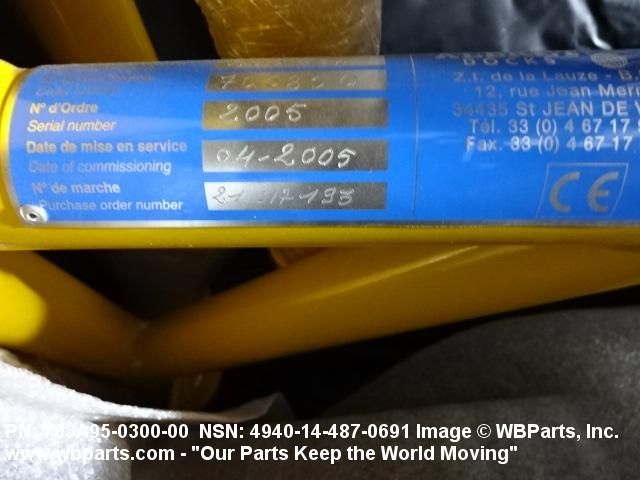 DOCKS
Z.I. de la Lauze - B.
12, rue Jean Mer
34435 St JEAN DE
Tél. 33 (0) 4 67 17
Fax. 33 (0) 4 67 17
CE
N° d'Ordre
Serial number
2005
Date de mise en service
Date of commissioning
04-2005
N° de marche
Purchase order number
PN: 783A95-0300-00 NSN: 4940-14-487-0691 Image © WBParts, Inc.
www.wbparts.com - "Our Parts Keep the World Moving"